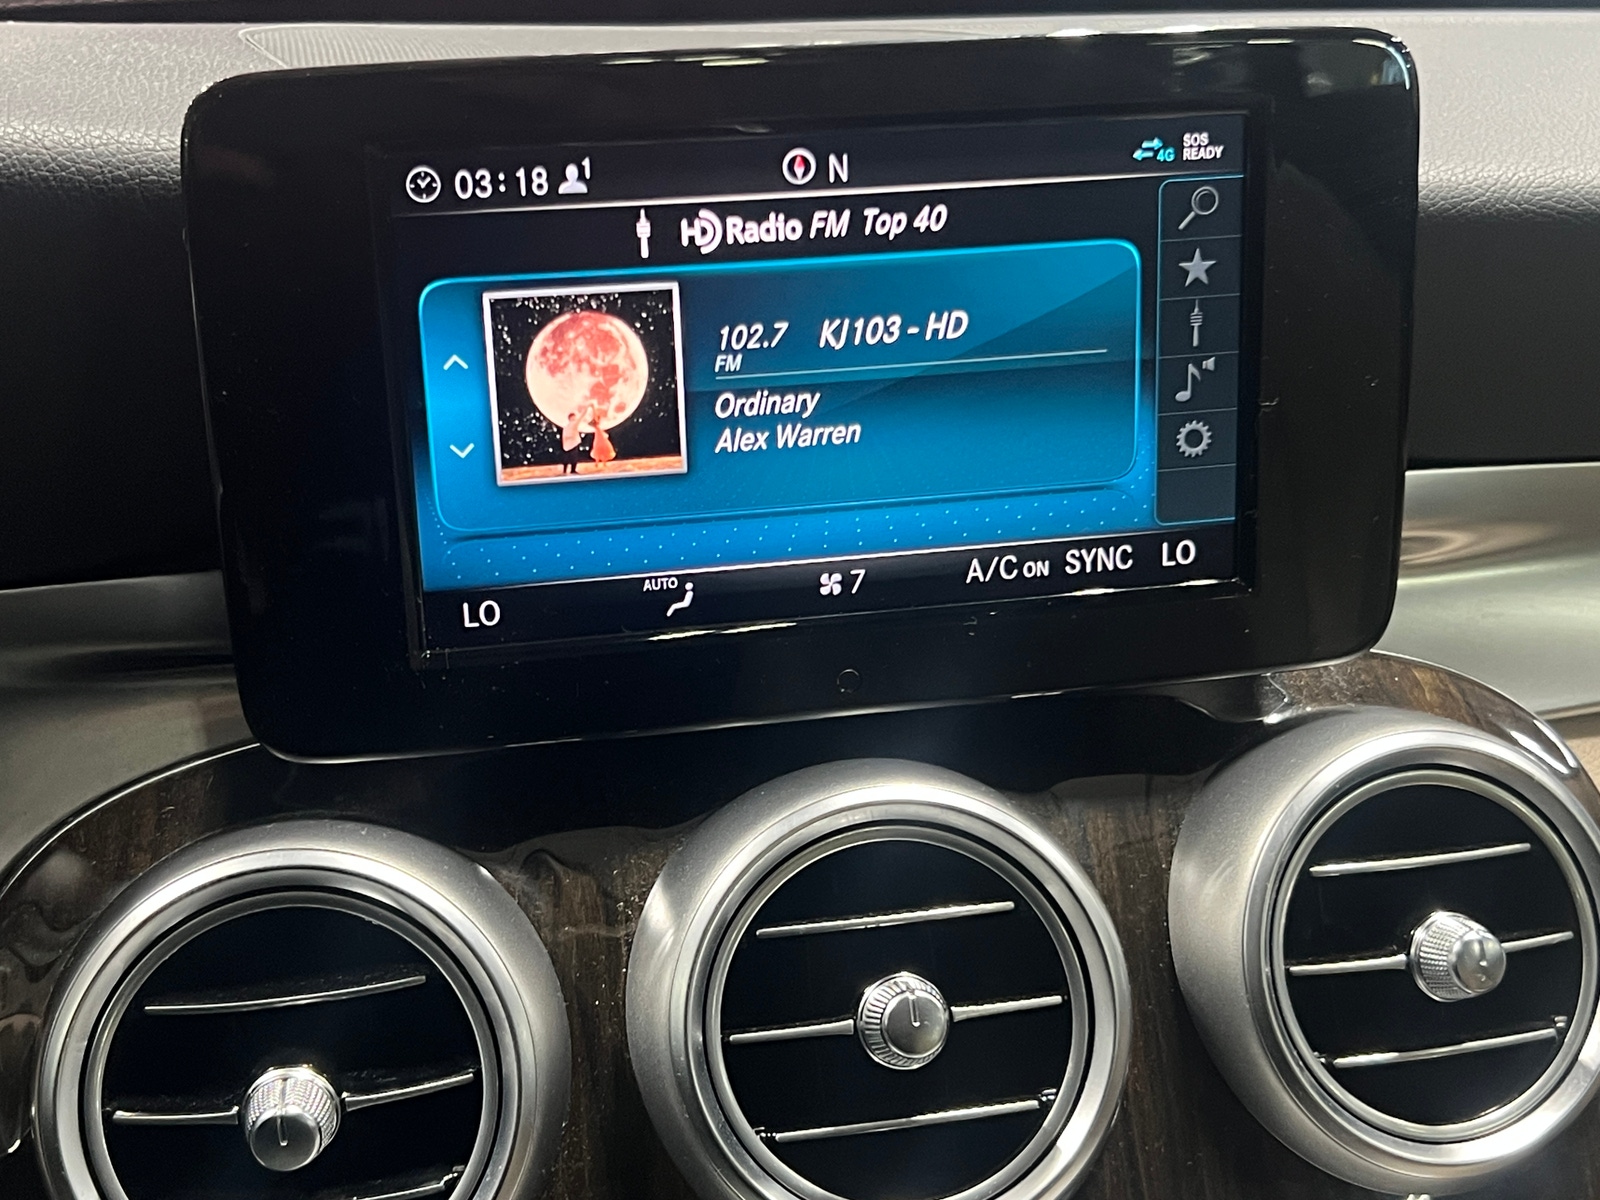 03:18 1 N 4G SOS READY
HD Radio FM Top 40
102.7 KJ103 - HD
FM
Ordinary
Alex Warren
LO AUTO 7 A/C ON SYNC LO